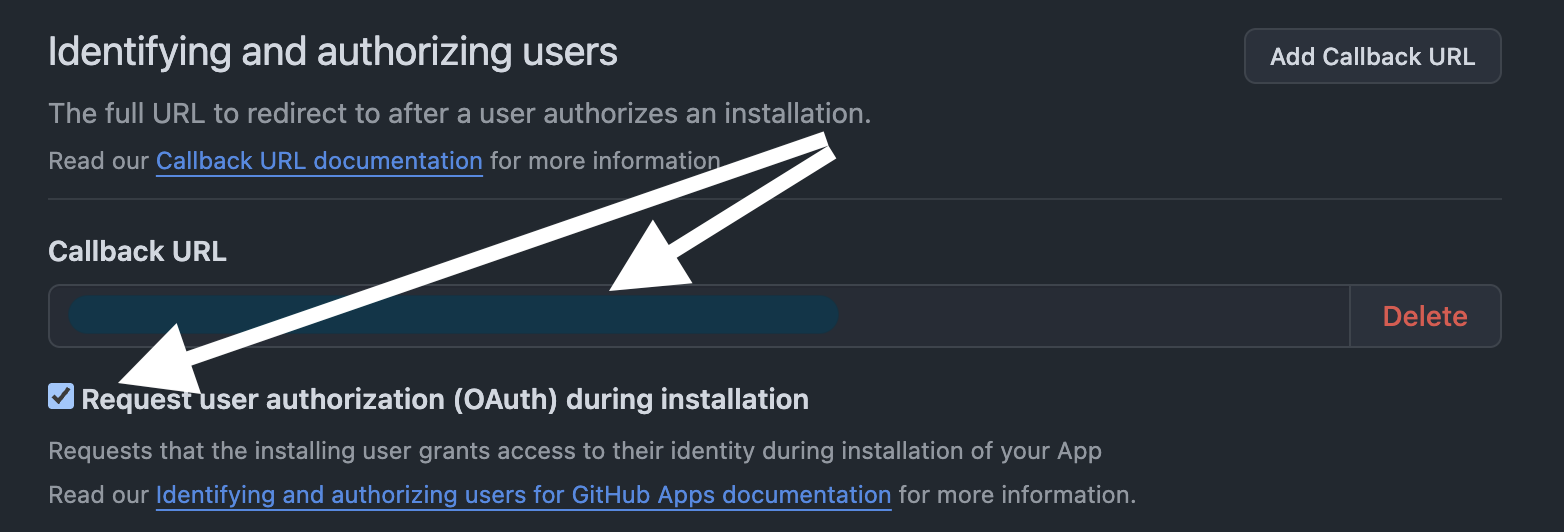 Identifying and authorizing users
Add Callback URL
The full URL to redirect to after a user authorizes an installation.
Read our Callback URL documentation for more information
Callback URL
Delete
Request user authorization (OAuth) during installation
Requests that the installing user grants access to their identity during installation of your App
Read our Identifying and authorizing users for GitHub Apps documentation for more information.